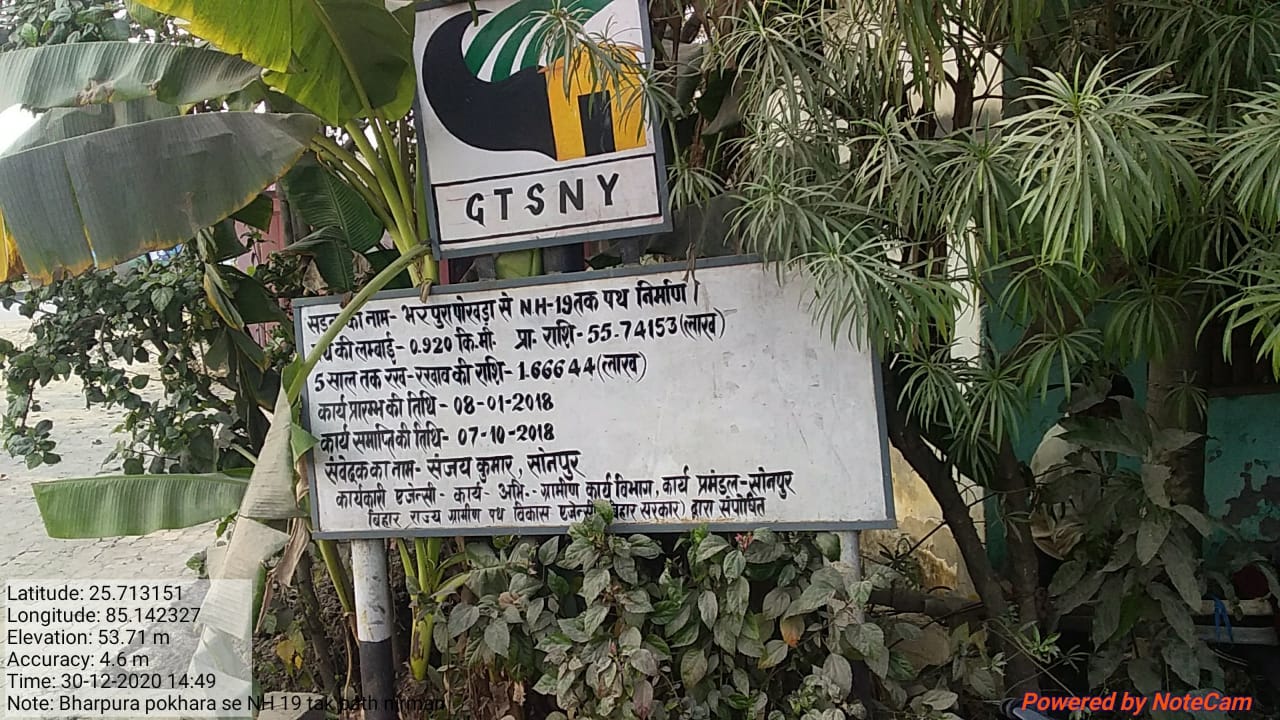 GTSNY
सड़क का नाम- भरपुरा पोखड़ा से NH-19 तक पथ निर्माण।
की लम्बाई- 0.920 कि.मी. प्रा. राशि- 55.74153 (लाख)
5 साल तक रख-रखाव की राशि- 1.66644 (लाख)
कार्य प्रारम्भ की तिथि - 08-01-2018
कार्य समाप्ति की तिथि- 07-10-2018
संवेदक का नाम- संजय कुमार, सोनपुर
कार्यकारी एजेन्सी - कार्य - अभि.- ग्रामीण कार्य विभाग, कार्य प्रमंडल-सोनपुर
बिहार राज्य ग्रामीण पथ विकास एजेन्सी (बिहार सरकार) द्वारा संपोषित
Latitude: 25.713151
Longitude: 85.142327
Elevation: 53.71 m
Accuracy: 4.6 m
Time: 30-12-2020 14:49
Note: Bharpura pokhara se NH 19 tak path nirman
Powered by NoteCam